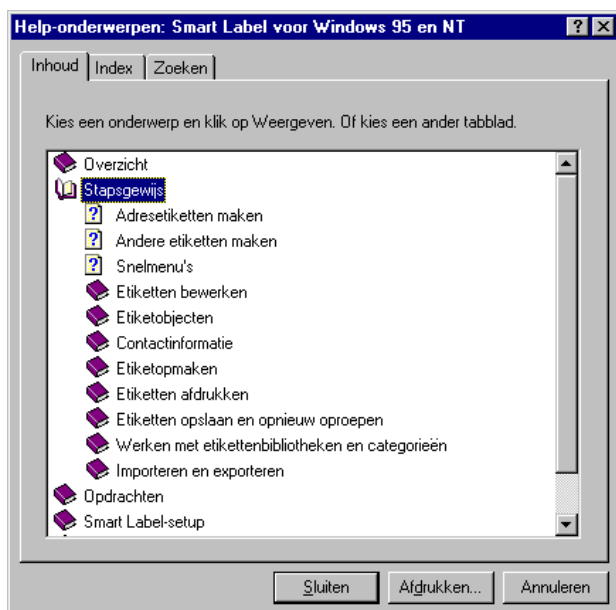 Help-onderwerpen: Smart Label voor Windows 95 en NT
Inhoud Index Zoeken
Kies een onderwerp en klik op Weergeven. Of kies een ander tabblad.
Overzicht
Stapsgewijs
Adresetiketten maken
Andere etiketten maken
Snelmenu's
Etiketten bewerken
Etiketobjecten
Contactinformatie
Etiketopmaken
Etiketten afdrukken
Etiketten opslaan en opnieuw oproepen
Werken met etikettenbibliotheken en categorieën
Importeren en exporteren
Opdrachten
Smart Label-setup
Sluiten Afdrukken... Annuleren